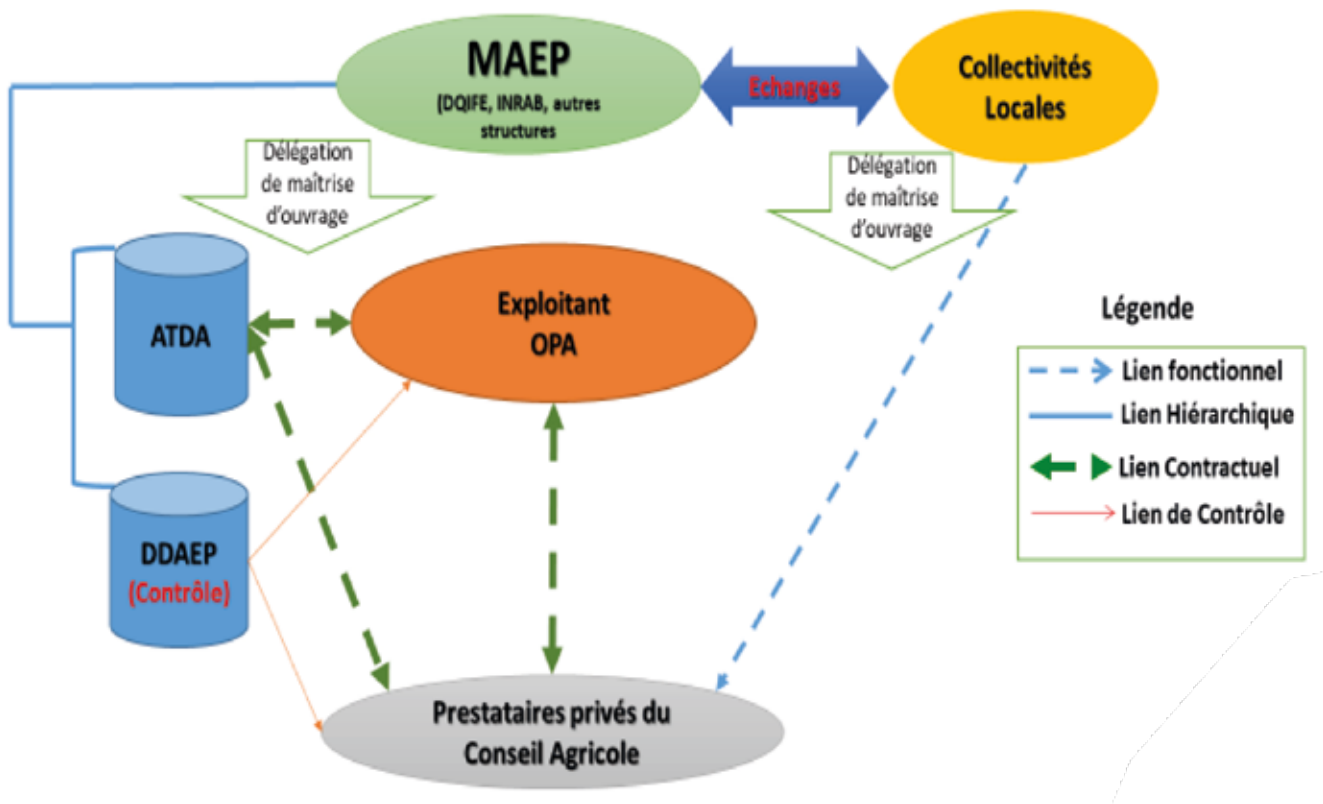 MAEP
(DQIFE, INRAB, autres
structures
Echanges
Collectivités
Locales
Délégation
de maîtrise
d'ouvrage
Délégation
de maîtrise
d'ouvrage
ATDA
Exploitant
OPA
DDAEP
(Contrôle)
Prestataires privés du
Conseil Agricole
Légende
Lien fonctionnel
Lien Hiérarchique
Lien Contractuel
Lien de Contrôle